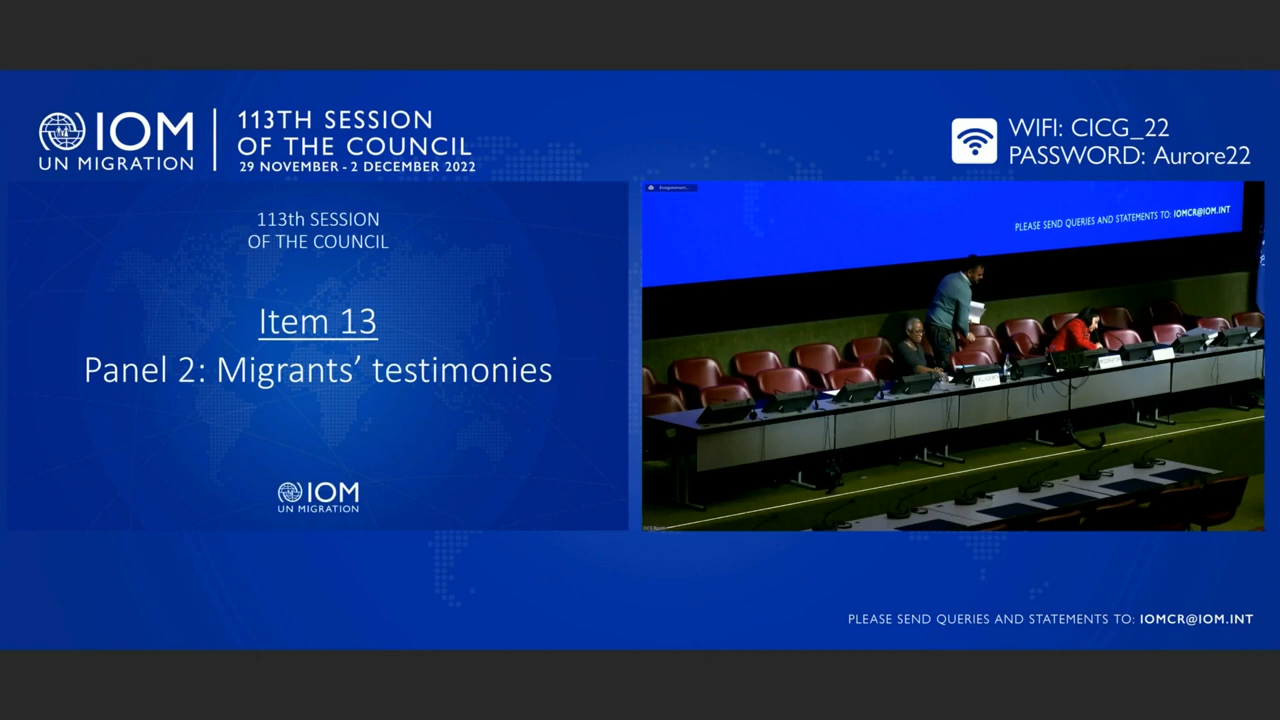 IOM
UN MIGRATION
113TH SESSION
OF THE COUNCIL
29 NOVEMBER - 2 DECEMBER 2022
WIFI: CICG_22
PASSWORD: Aurore22
113th SESSION
OF THE COUNCIL
Item 13
Panel 2: Migrants’ testimonies
IOM
UN MIGRATION
PLEASE SEND QUERIES AND STATEMENTS TO: IOMCR@IOM.INT
PLEASE SEND QUERIES AND STATEMENTS TO: IOMCR@IOM.INT